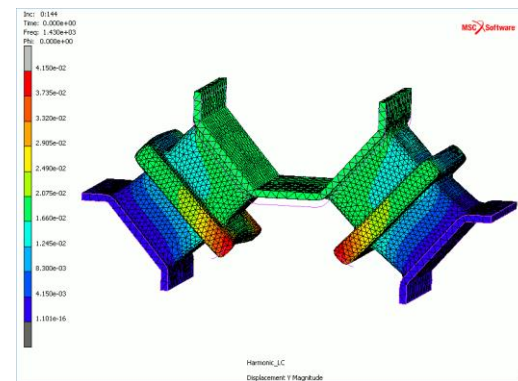 Inc: 0:144
Time: 0.000e+00
Freq: 1.430e+03
Phi: 0.000e+00
MSC Software
4.150e-02
3.735e-02
3.320e-02
2.905e-02
2.490e-02
2.075e-02
1.660e-02
1.245e-02
8.300e-03
4.150e-03
1.101e-16
Harmonic_LC
Displacement Y Magnitude